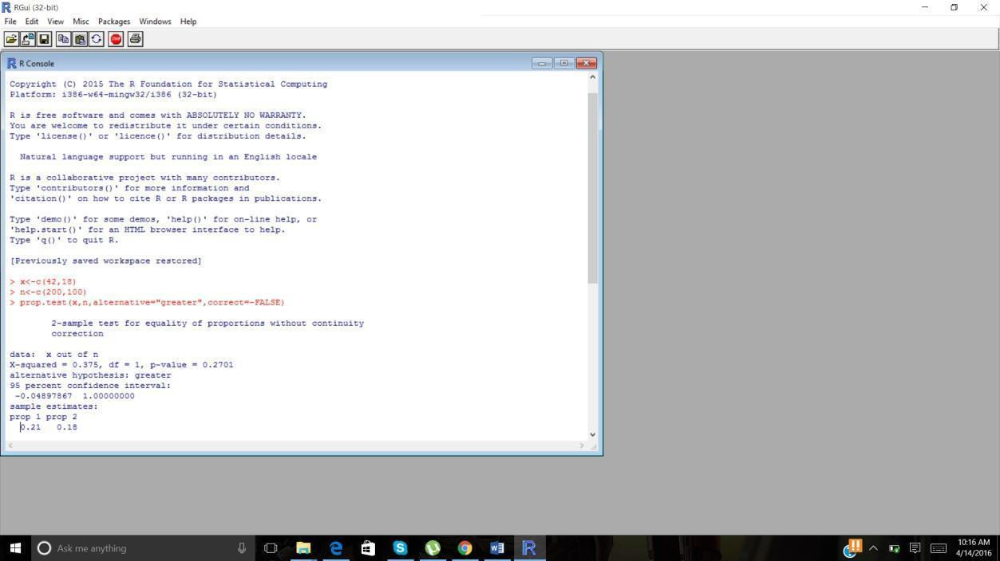 RGui (32-bit)
File Edit View Misc Packages Windows Help
STOP
R Console
Copyright (C) 2015 The R Foundation for Statistical Computing
Platform: i386-w64-mingw32/i386 (32-bit)
R is free software and comes with ABSOLUTELY NO WARRANTY.
You are welcome to redistribute it under certain conditions.
Type 'license()' or 'licence()' for distribution details.
Natural language support but running in an English locale
R is a collaborative project with many contributors.
Type 'contributors()' for more information and
'citation()' on how to cite R or R packages in publications.
Type 'demo()' for some demos, 'help()' for on-line help, or
'help.start()' for an HTML browser interface to help.
Type 'q()' to quit R.
[Previously saved workspace restored]
> x<-c(42,18)
> n<-c(200,100)
> prop.test(x,n,alternative="greater",correct=-FALSE)
2-sample test for equality of proportions without continuity
correction
data: x out of n
X-squared = 0.375, df = 1, p-value = 0.2701
alternative hypothesis: greater
95 percent confidence interval:
-0.04897867 1.00000000
sample estimates:
prop 1 prop 2
0.21 0.18
Ask me anything
10:16 AM
4/14/2016